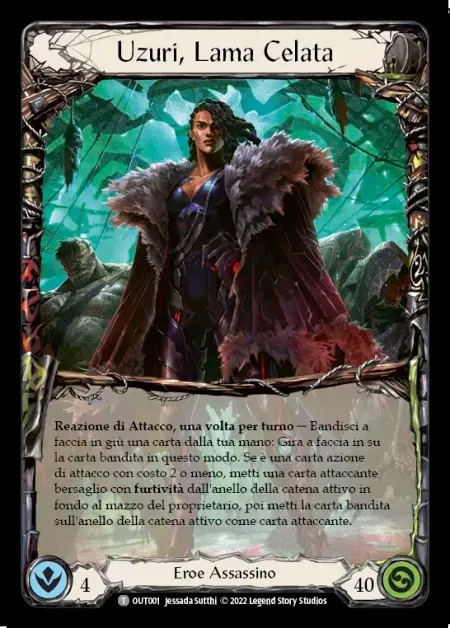 Uzuri, Lama Celata
Reazione di Attacco, una volta per turno — Bandisci a
faccia in giù una carta dalla tua mano: Gira a faccia in su
la carta bandita in questo modo. Se è una carta azione
di attacco con costo 2 o meno, metti una carta attaccante
bersaglio con furtività dall'anello della catena attivo in
fondo al mazzo del proprietario, poi metti la carta bandita
sull'anello della catena attivo come carta attaccante.
4
Eroe Assassino
40
T OUT001 Jessada Sutthi © 2022 Legend Story Studios